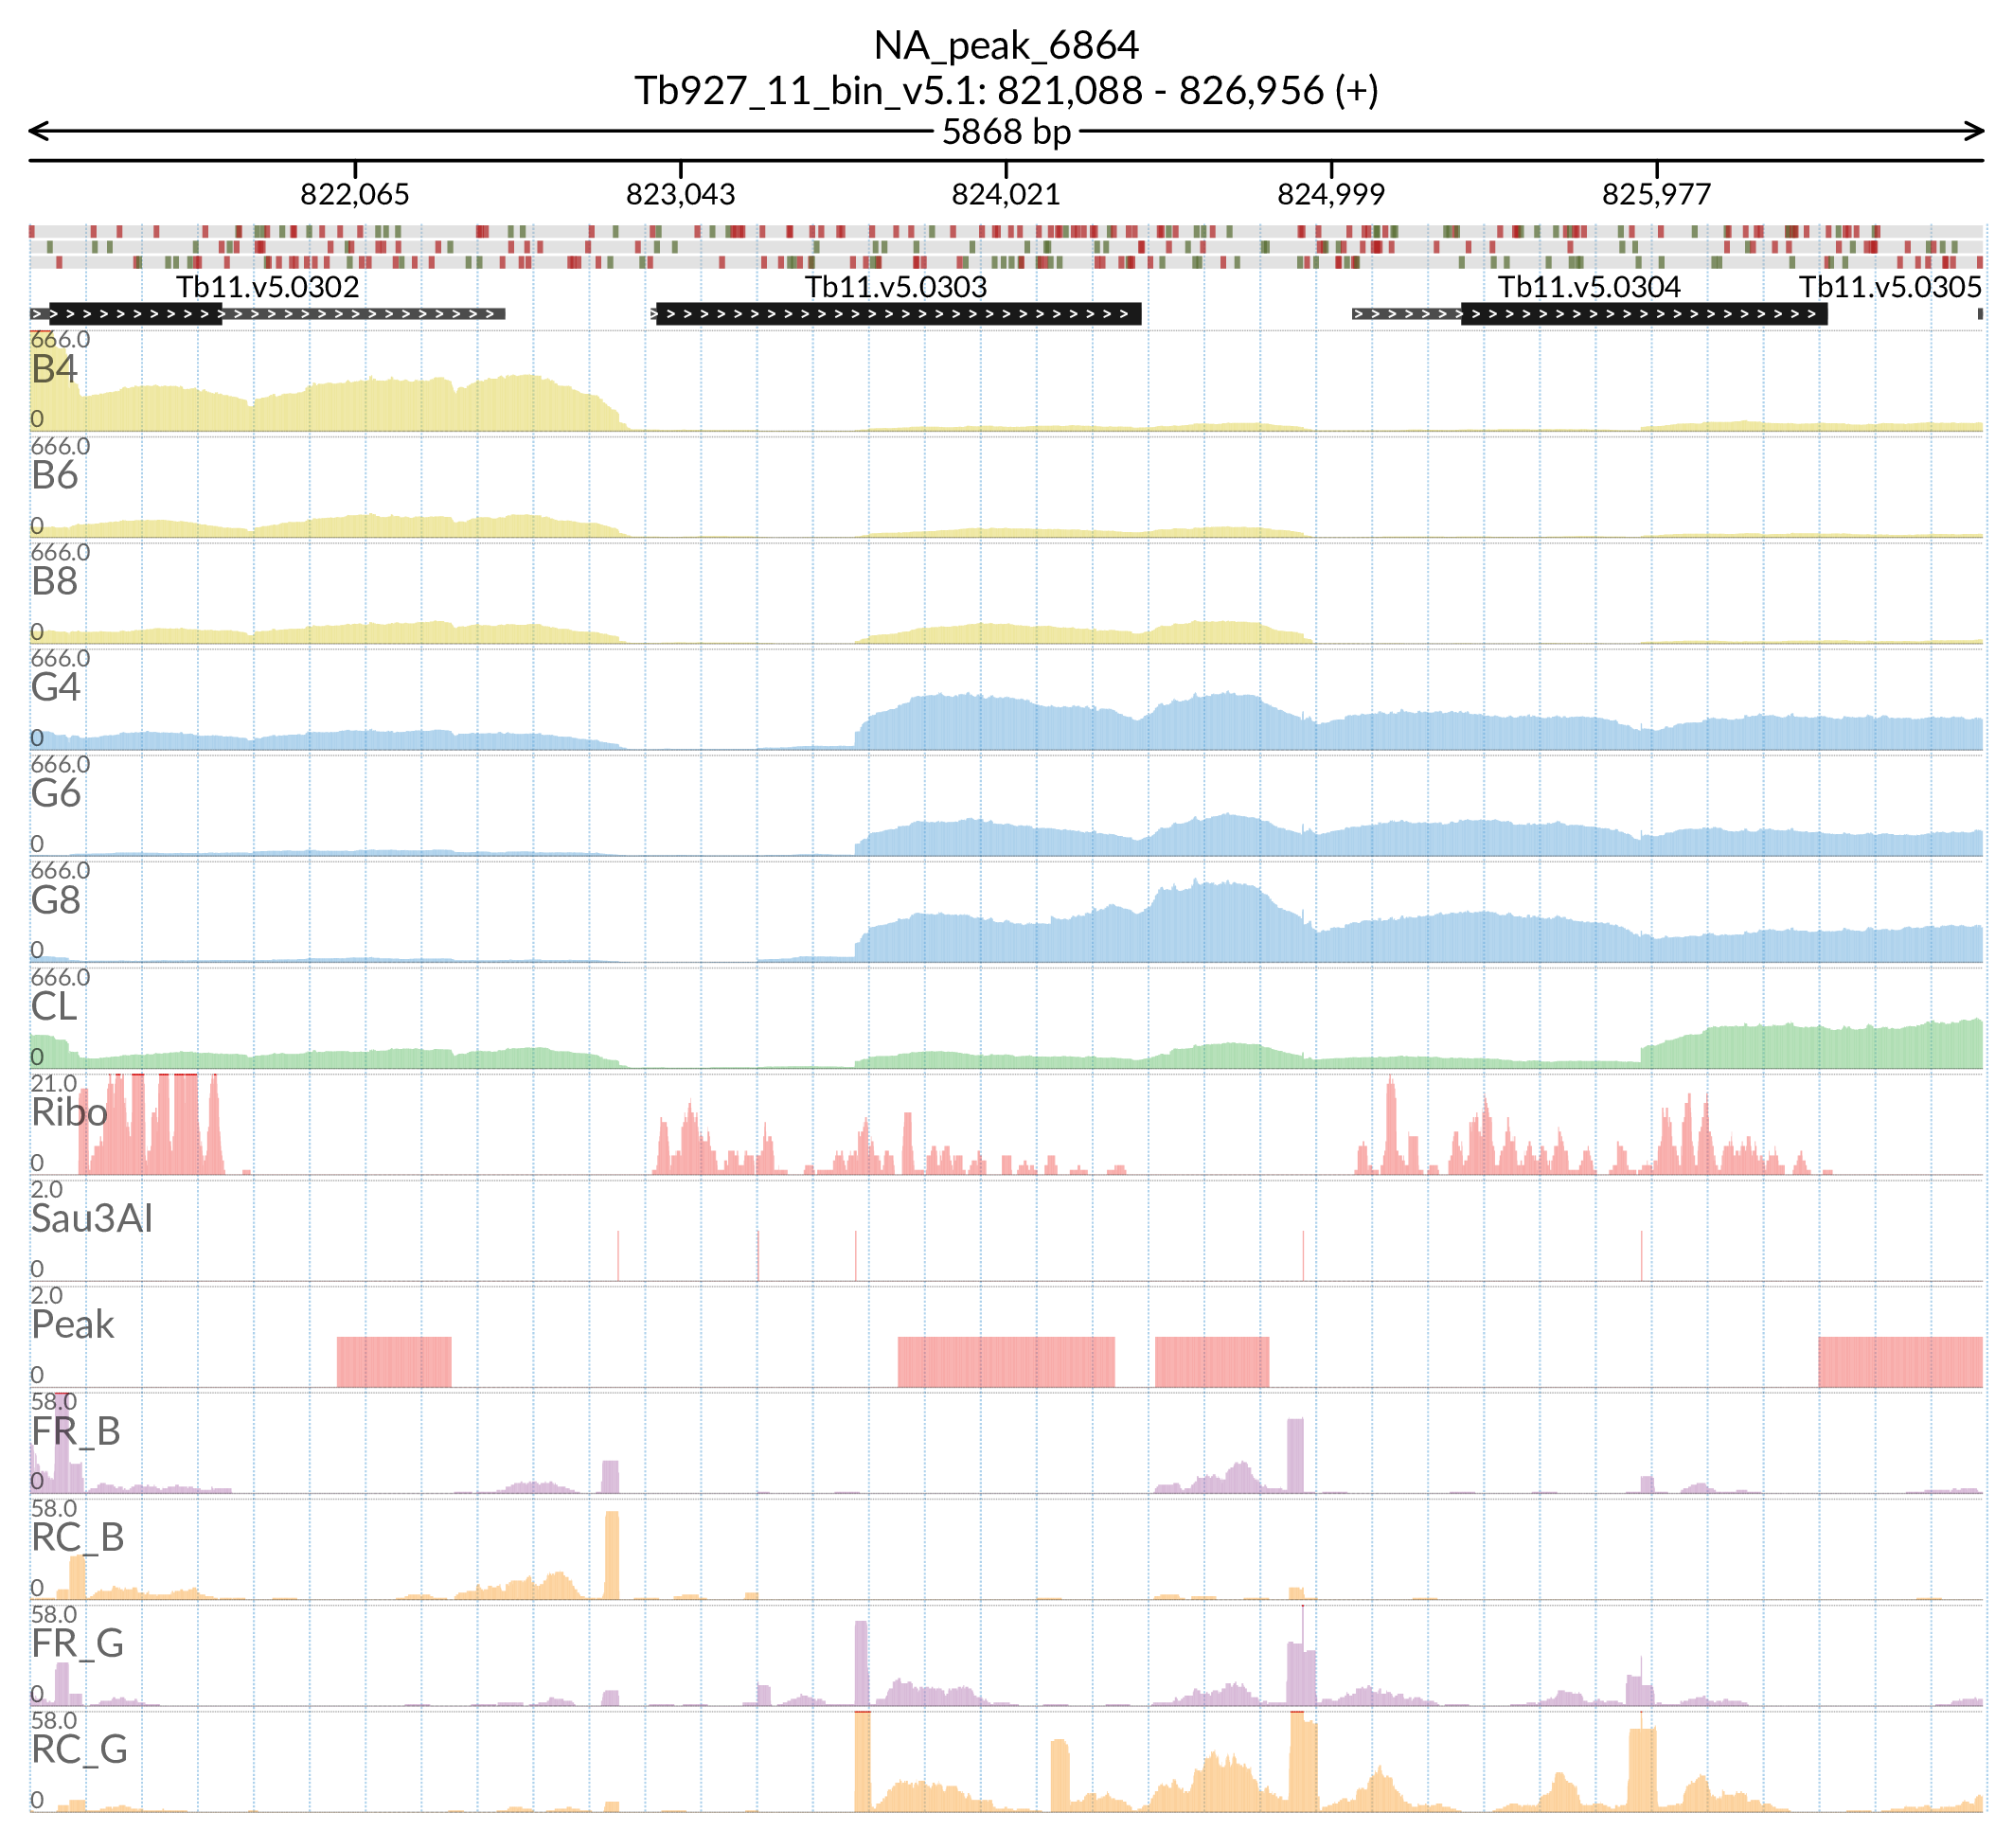 NA_peak_6864
Tb927_11_bin_v5.1: 821,088 - 826,956 (+)
5868 bp
822,065 823,043 824,021 824,999 825,977
Tb11.v5.0302 Tb11.v5.0303 Tb11.v5.0304 Tb11.v5.0305
666.0
B4
0
666.0
B6
0
666.0
B8
0
666.0
G4
0
666.0
G6
0
666.0
G8
0
666.0
CL
0
21.0
Ribo
0
2.0
Sau3AI
0
2.0
Peak
0
58.0
FR_B
0
58.0
RC_B
0
58.0
FR_G
0
58.0
RC_G
0